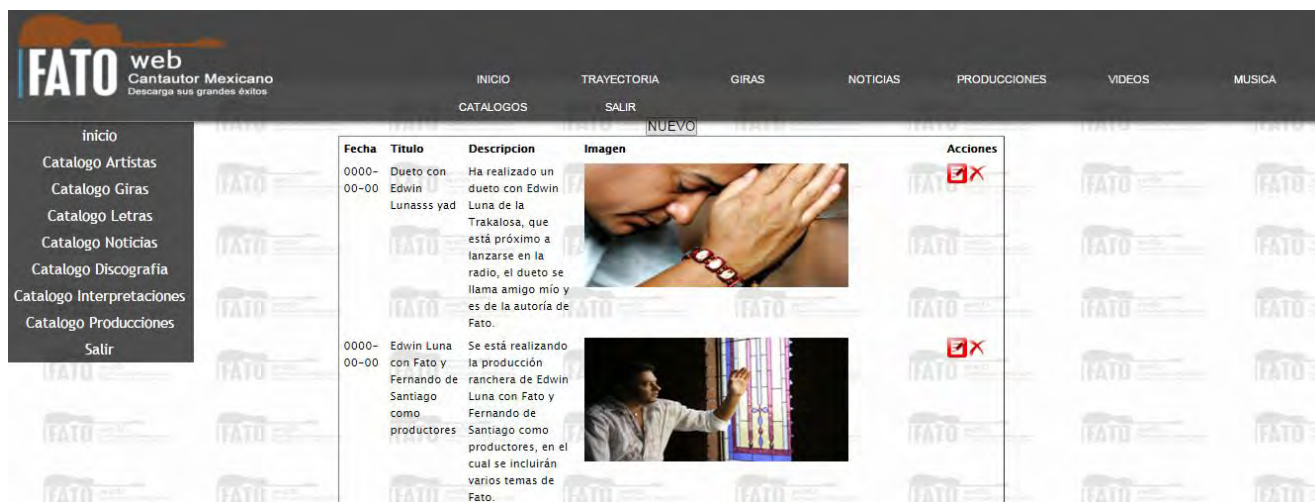 FATO web
Cantautor Mexicano
Descarga sus grandes éxitos
INICIO TRAYECTORIA GIRAS NOTICIAS PRODUCCIONES VIDEOS MUSICA
CATALOGOS SALIR
inicio
Catalogo Artistas
Catalogo Giras
Catalogo Letras
Catalogo Noticias
Catalogo Discografía
Catalogo Interpretaciones
Catalogo Producciones
Salir
NUEVO
Fecha Titulo Descripcion Imagen Acciones
0000-
00-00
Dueto con
Edwin
Lunasss yad
Ha realizado un
dueto con Edwin
Luna de la
Trakalosa, que
está próximo a
lanzarse en la
radio, el dueto se
llama amigo mío y
es de la autoría de
Fato.
0000-
00-00
Edwin Luna
con Fato y
Fernando de
Santiago
como
productores
Se está realizando
la producción
ranchera de Edwin
Luna con Fato y
Fernando de
Santiago como
productores, en el
cual se incluirán
varios temas de
Fato.